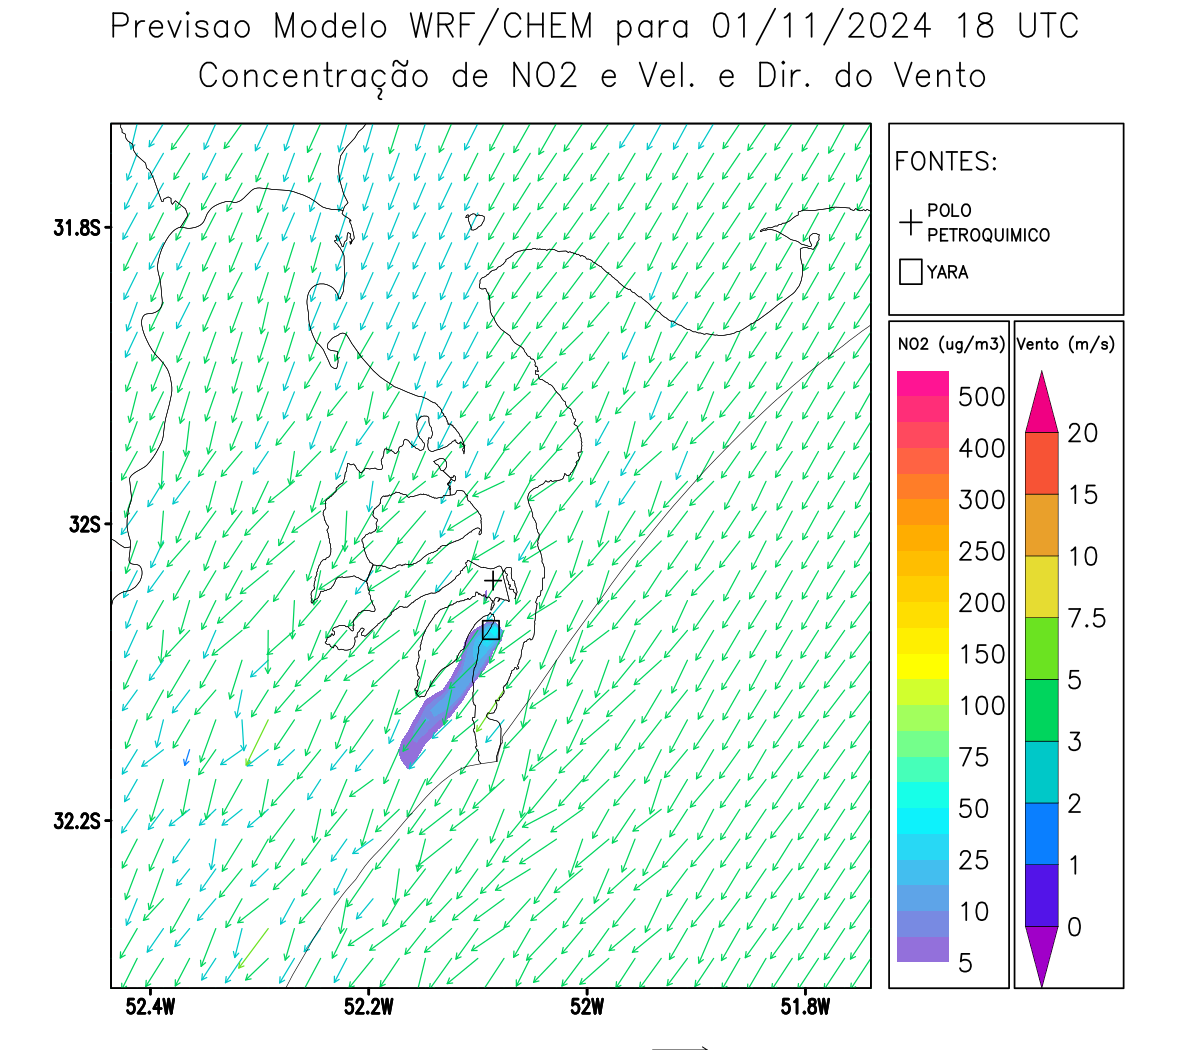 Previsao Modelo WRF/CHEM para 01/11/2024 18 UTC
Concentração de NO2 e Vel. e Dir. do Vento
FONTES:
POLO
PETROQUIMICO
YARA
NO2 (ug/m3)
500
400
300
250
200
150
100
75
50
25
10
5
Vento (m/s)
20
15
10
7.5
5
3
2
1
0
31.8S
32S
32.2S
52.4W
52.2W
52W
51.8W